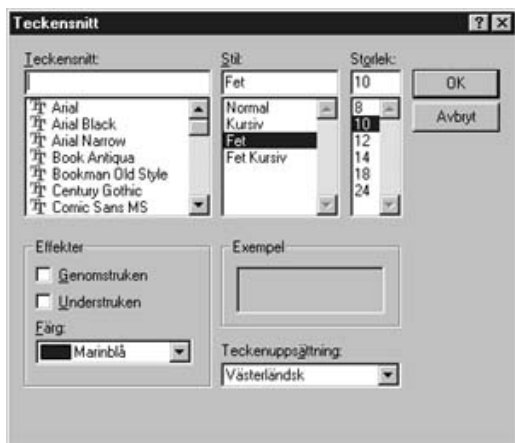 Teckensnitt
Teckensnitt:
Stil:
Storlek:
Fet
10
OK
Avbryt
Arial
Arial Black
Arial Narrow
Book Antiqua
Bookman Old Style
Century Gothic
Comic Sans MS
Normal
Kursiv
Fet
Fet Kursiv
8
10
12
14
18
24
Effekter
Genomstruken
Understruken
Färg:
Marinblå
Exempel
Teckenuppsättning:
Västerländsk